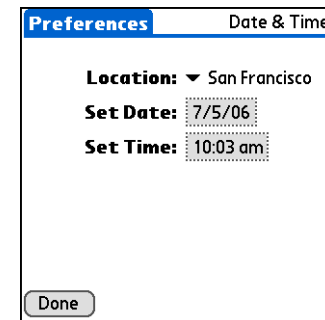 Preferences Date & Time
Location: San Francisco
Set Date: 7/5/06
Set Time: 10:03 am
Done